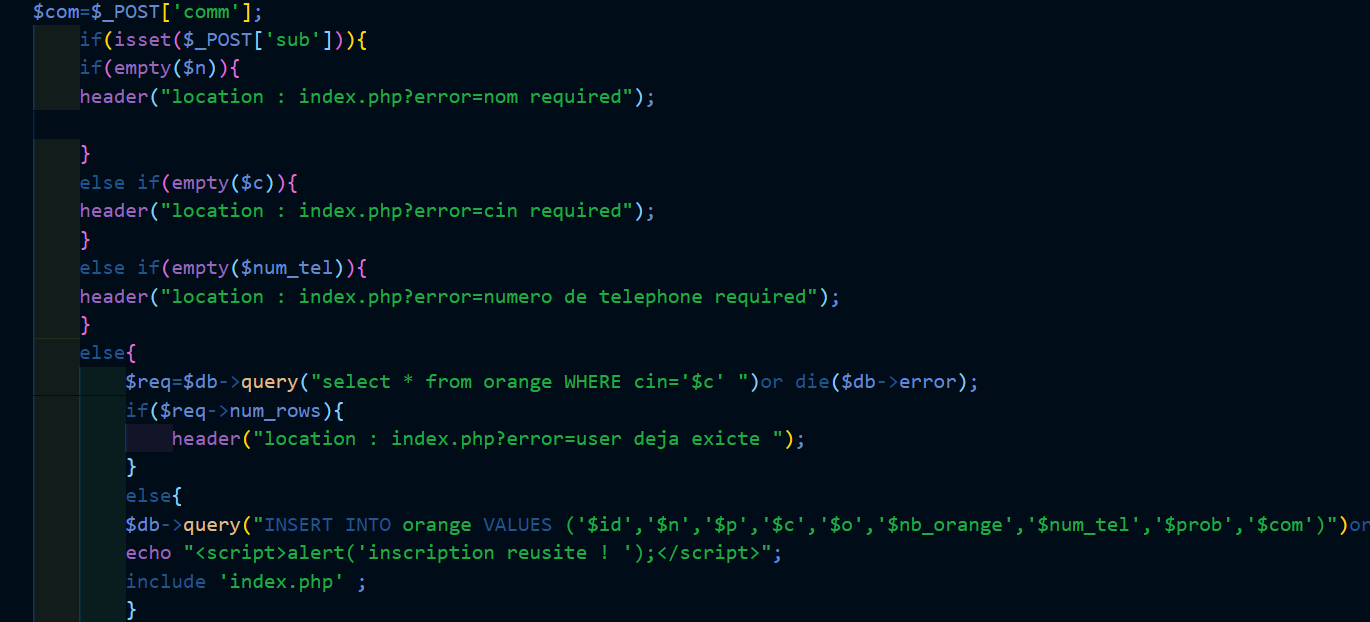 $com=$_POST['comm'];
if(isset($_POST['sub'])){
if(empty($n)){
header("location : index.php?error=nom required");
}
else if(empty($c)){
header("location : index.php?error=cin required");
}
else if(empty($num_tel)){
header("location : index.php?error=numero de telephone required");
}
else{
$req=$db->query("select * from orange WHERE cin='$c' ")or die($db->error);
if($req->num_rows){
header("location : index.php?error=user deja exicte ");
}
else{
$db->query("INSERT INTO orange VALUES ('$id','$n','$p','$c','$o','$nb_orange','$num_tel','$prob','$com')")or
echo "<script>alert('inscription reusite ! ');</script>";
include 'index.php' ;
}